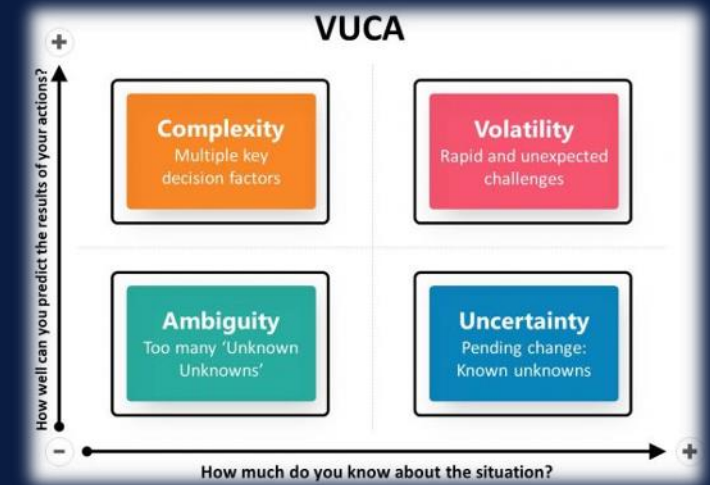 VUCA
+
How well can you predict the results of your actions?
Complexity
Multiple key
decision factors
Volatility
Rapid and unexpected
challenges
Ambiguity
Too many ‘Unknown
Unknowns’
Uncertainty
Pending change:
Known unknowns
−
+
How much do you know about the situation?